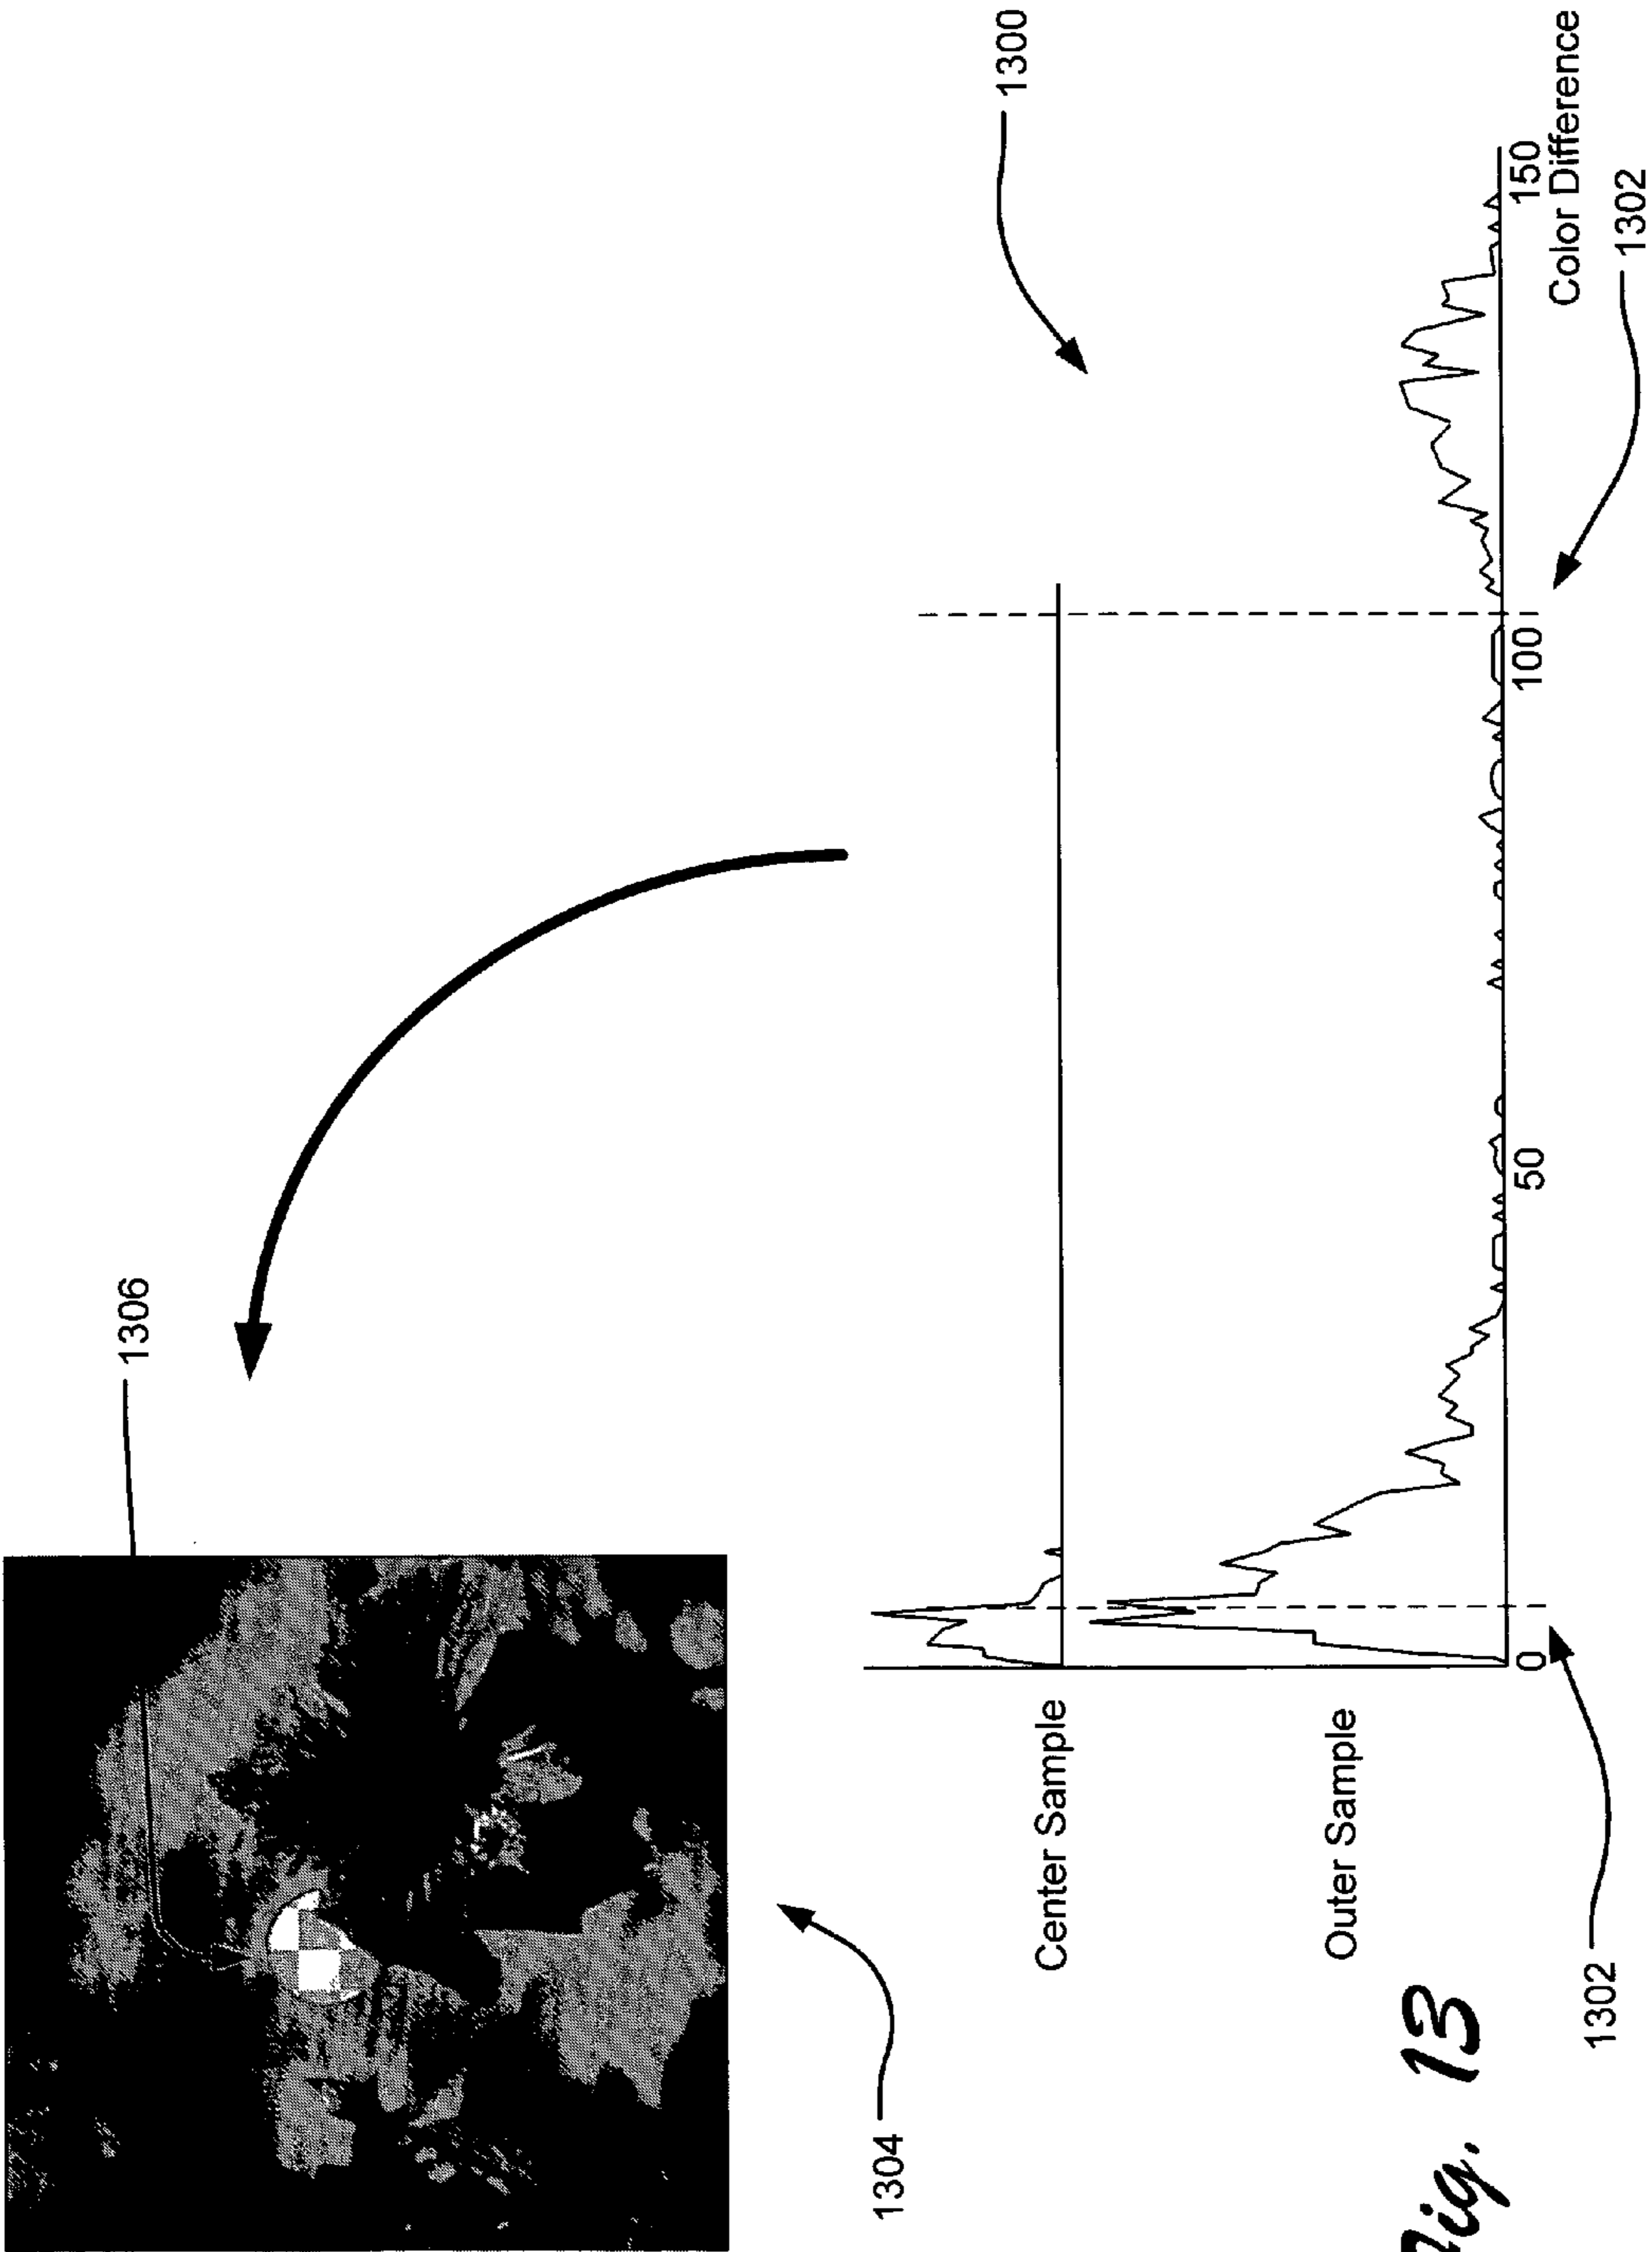 1306
1304
1300
Center Sample
Outer Sample
Fig. 13
0 50 100 150
Color Difference
1302
1302